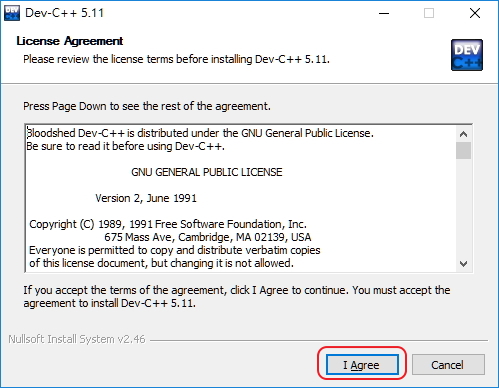 Dev-C++ 5.11
License Agreement
Please review the license terms before installing Dev-C++ 5.11.
DEV
C++
Press Page Down to see the rest of the agreement.
Bloodshed Dev-C++ is distributed under the GNU General Public License.
Be sure to read it before using Dev-C++.
GNU GENERAL PUBLIC LICENSE
Version 2, June 1991
Copyright (C) 1989, 1991 Free Software Foundation, Inc.
675 Mass Ave, Cambridge, MA 02139, USA
Everyone is permitted to copy and distribute verbatim copies
of this license document, but changing it is not allowed.
If you accept the terms of the agreement, click I Agree to continue. You must accept the
agreement to install Dev-C++ 5.11.
Nullsoft Install System v2.46
I Agree
Cancel